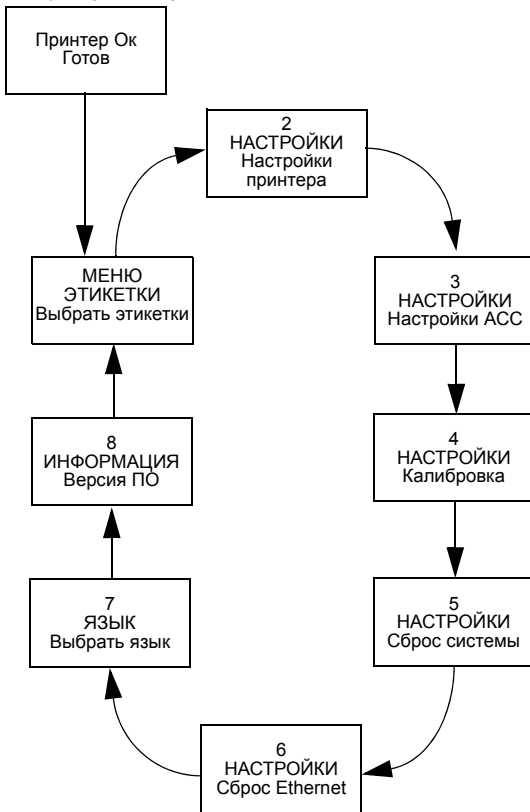 Принтер Ок
Готов
2
НАСТРОЙКИ
Настройки
принтера
МЕНЮ
ЭТИКЕТКИ
Выбрать этикетки
3
НАСТРОЙКИ
Настройки ACC
4
НАСТРОЙКИ
Калибровка
5
НАСТРОЙКИ
Сброс системы
6
НАСТРОЙКИ
Сброс Ethernet
7
ЯЗЫК
Выбрать язык
8
ИНФОРМАЦИЯ
Версия ПО